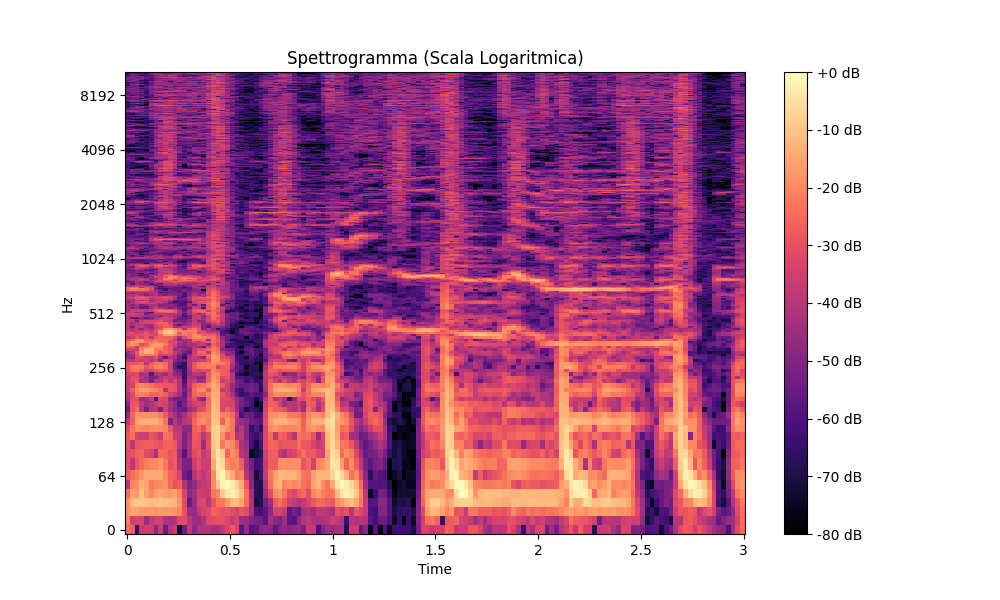 Spettrogramma (Scala Logaritmica)
Hz
8192
4096
2048
1024
512
256
128
64
0
0 0.5 1 1.5 2 2.5 3
Time
+0 dB
-10 dB
-20 dB
-30 dB
-40 dB
-50 dB
-60 dB
-70 dB
-80 dB